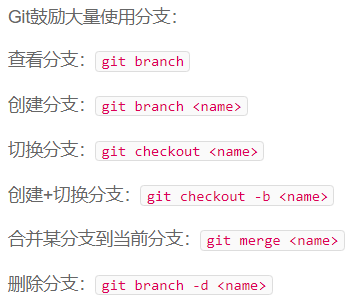 Git鼓励大量使用分支：
查看分支：git branch
创建分支：git branch <name>
切换分支：git checkout <name>
创建+切换分支：git checkout -b <name>
合并某分支到当前分支：git merge <name>
删除分支：git branch -d <name>